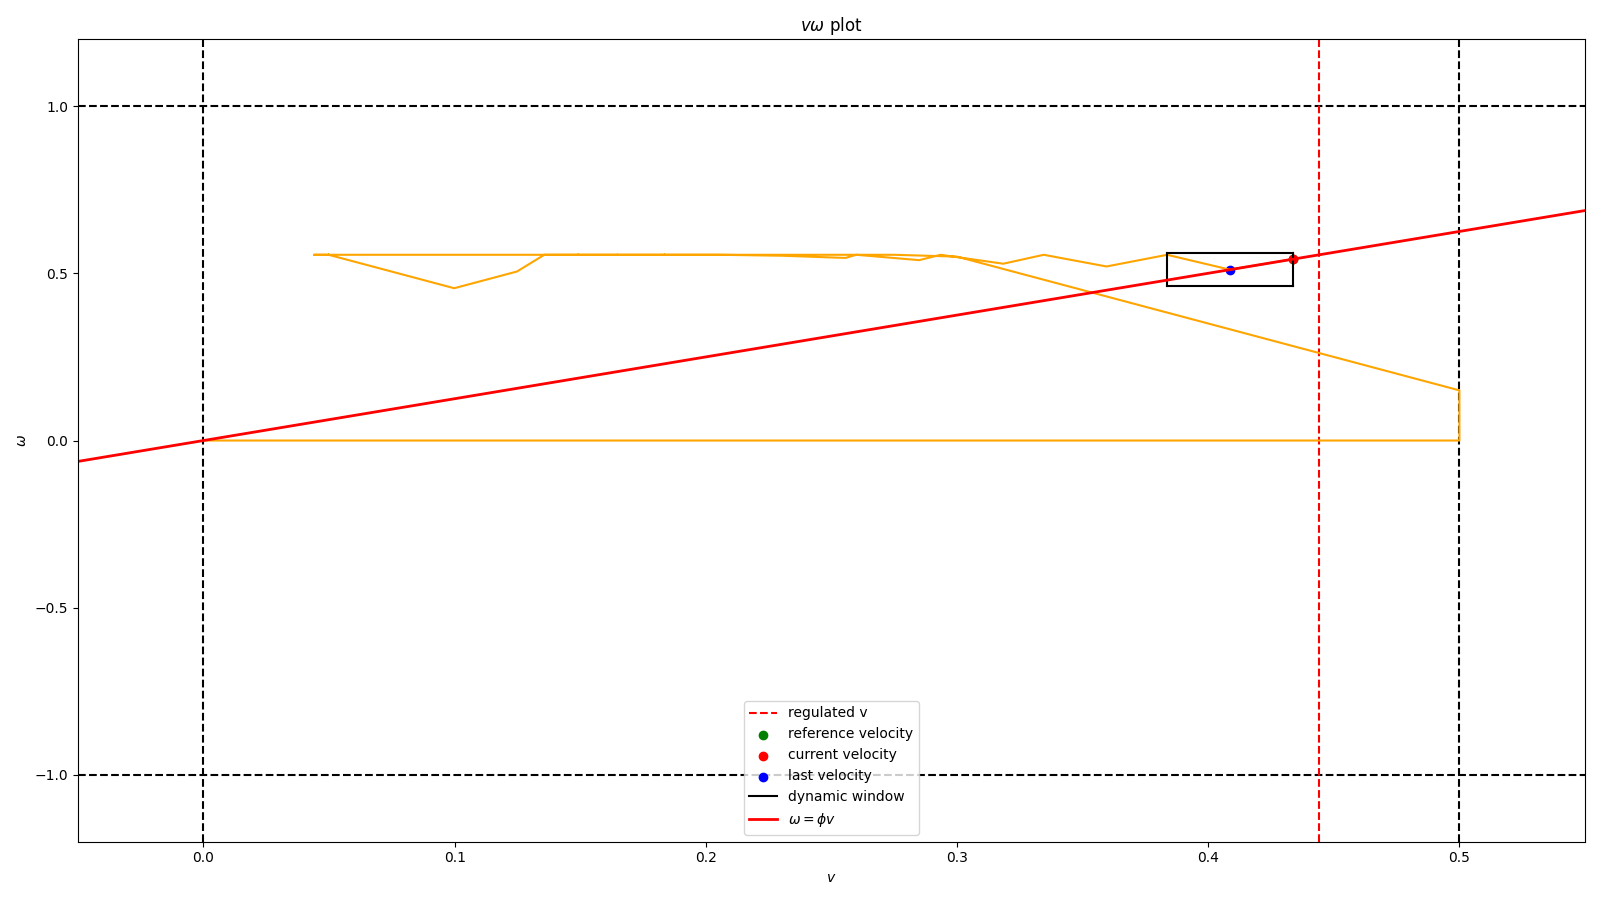 vω plot
1.0
0.5
0.0
−0.5
−1.0
ω
regulated v
reference velocity
current velocity
last velocity
dynamic window
ω = ϕv
0.0 0.1 0.2 0.3 0.4 0.5
v